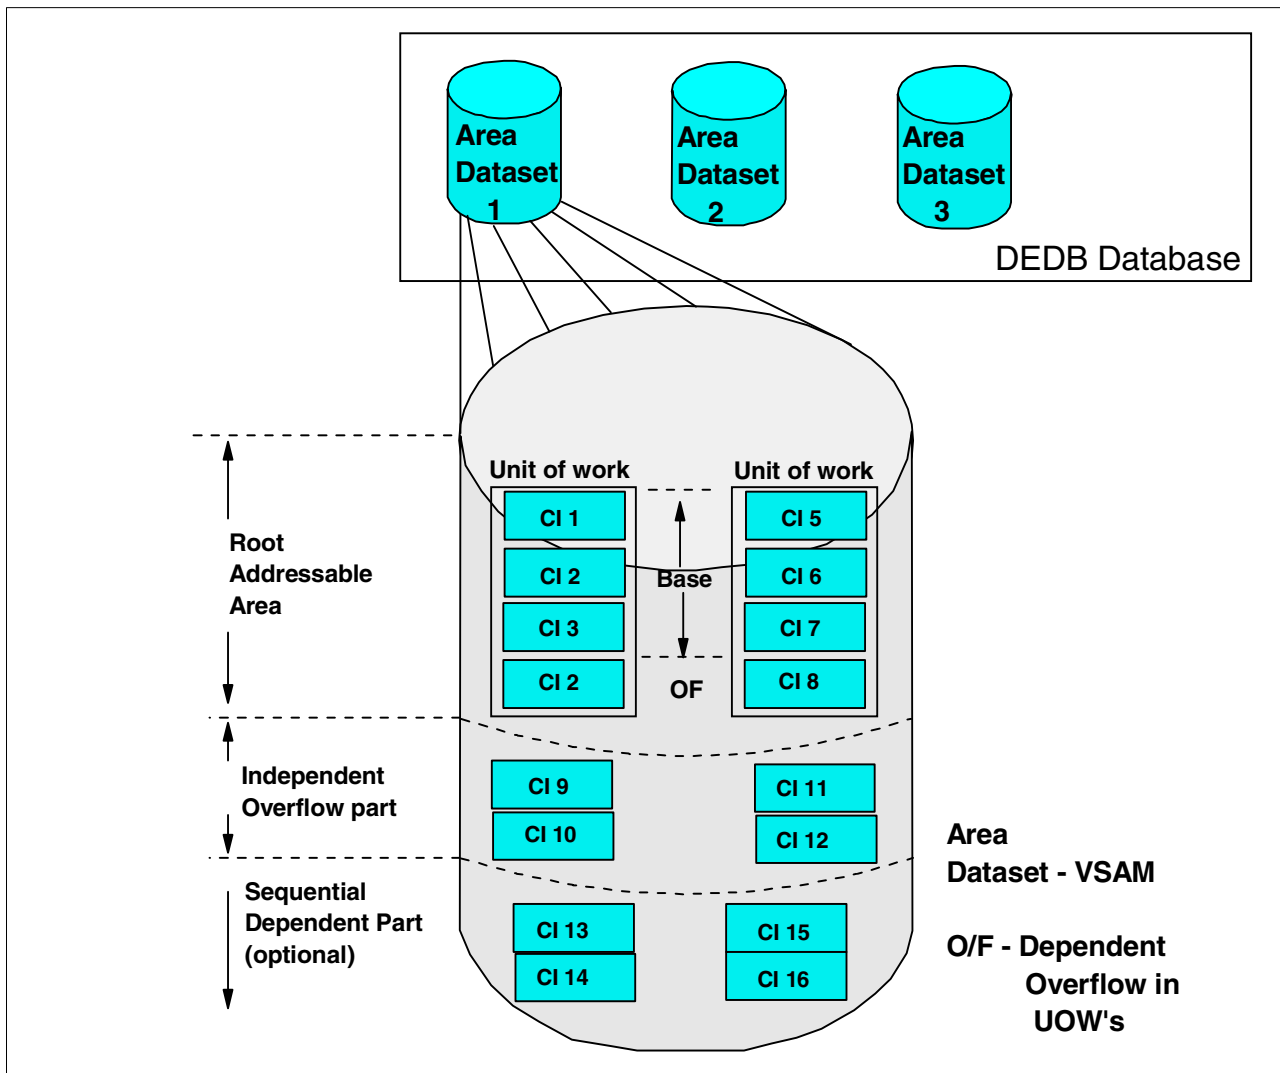 Area
Dataset
1
Area
Dataset
2
Area
Dataset
3
DEDB Database
Unit of work
Unit of work
CI 1
CI 2
CI 3
CI 2
Base
OF
CI 5
CI 6
CI 7
CI 8
Root
Addressable
Area
Independent
Overflow part
CI 9
CI 10
CI 11
CI 12
Sequential
Dependent Part
(optional)
CI 13
CI 14
CI 15
CI 16
Area
Dataset - VSAM
O/F - Dependent
Overflow in
UOW's